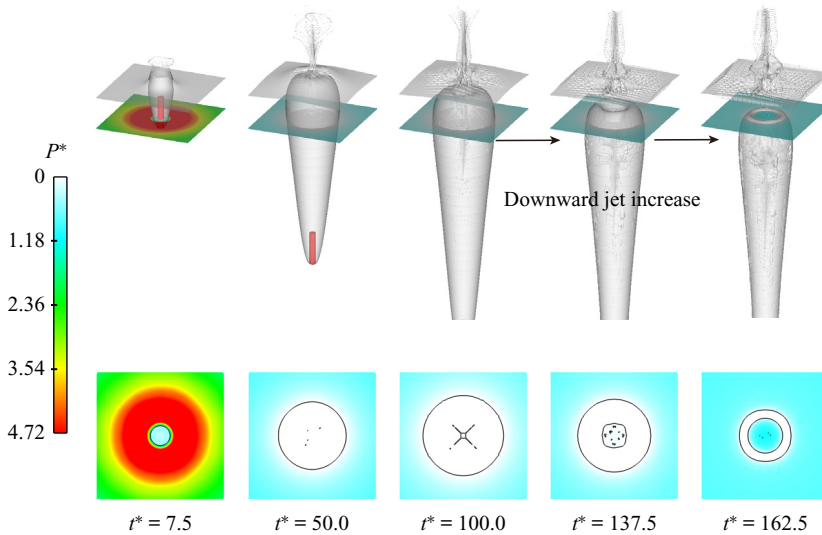 P*
0
1.18
2.36
3.54
4.72
Downward jet increase
t* = 7.5
t* = 50.0
t* = 100.0
t* = 137.5
t* = 162.5